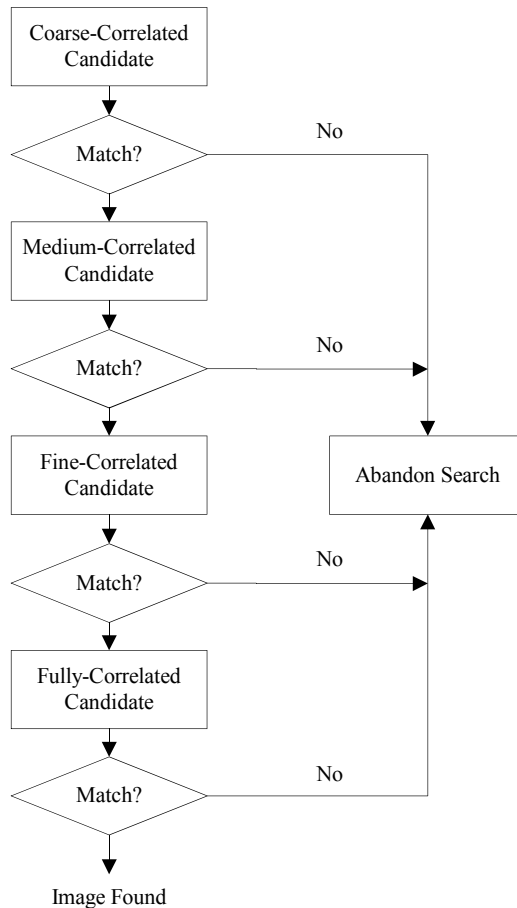 Coarse-Correlated
Candidate
No
Match?
Medium-Correlated
Candidate
No
Match?
Fine-Correlated
Candidate
Abandon Search
No
Match?
Fully-Correlated
Candidate
No
Match?
Image Found